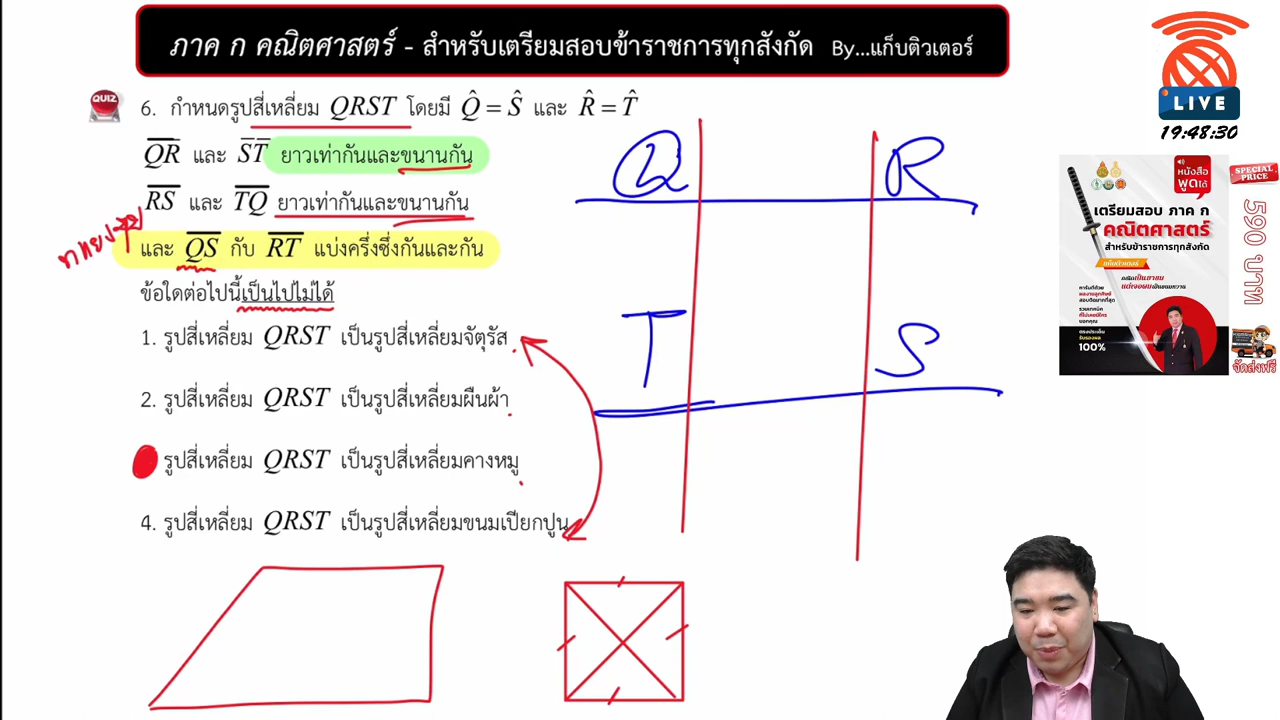 ภาค ก คณิตศาสตร์ - สำหรับเตรียมสอบข้าราชการทุกสังกัด By...แก็บติวเตอร์
LIVE
19:48:30
QUIZ
6. กำหนดรูปสี่เหลี่ยม QRST โดยมี Q̂ = Ŝ และ R̂ = T̂
Q̅R̅ และ S̅T̅ ยาวเท่ากันและขนานกัน
R̅S̅ และ T̅Q̅ ยาวเท่ากันและขนานกัน
ทแยงมุม
และ Q̅S̅ กับ R̅T̅ แบ่งครึ่งซึ่งกันและกัน
ข้อใดต่อไปนี้เป็นไปไม่ได้
1. รูปสี่เหลี่ยม QRST เป็นรูปสี่เหลี่ยมจัตุรัส
2. รูปสี่เหลี่ยม QRST เป็นรูปสี่เหลี่ยมผืนผ้า
รูปสี่เหลี่ยม QRST เป็นรูปสี่เหลี่ยมคางหมู
4. รูปสี่เหลี่ยม QRST เป็นรูปสี่เหลี่ยมขนมเปียกปูน
Q R
T S
หนังสือ
พูดได้
SPECIAL
PRICE
เตรียมสอบ ภาค ก
คณิตศาสตร์
สำหรับข้าราชการทุกสังกัด
100%
590 บาท
จัดส่งฟรี